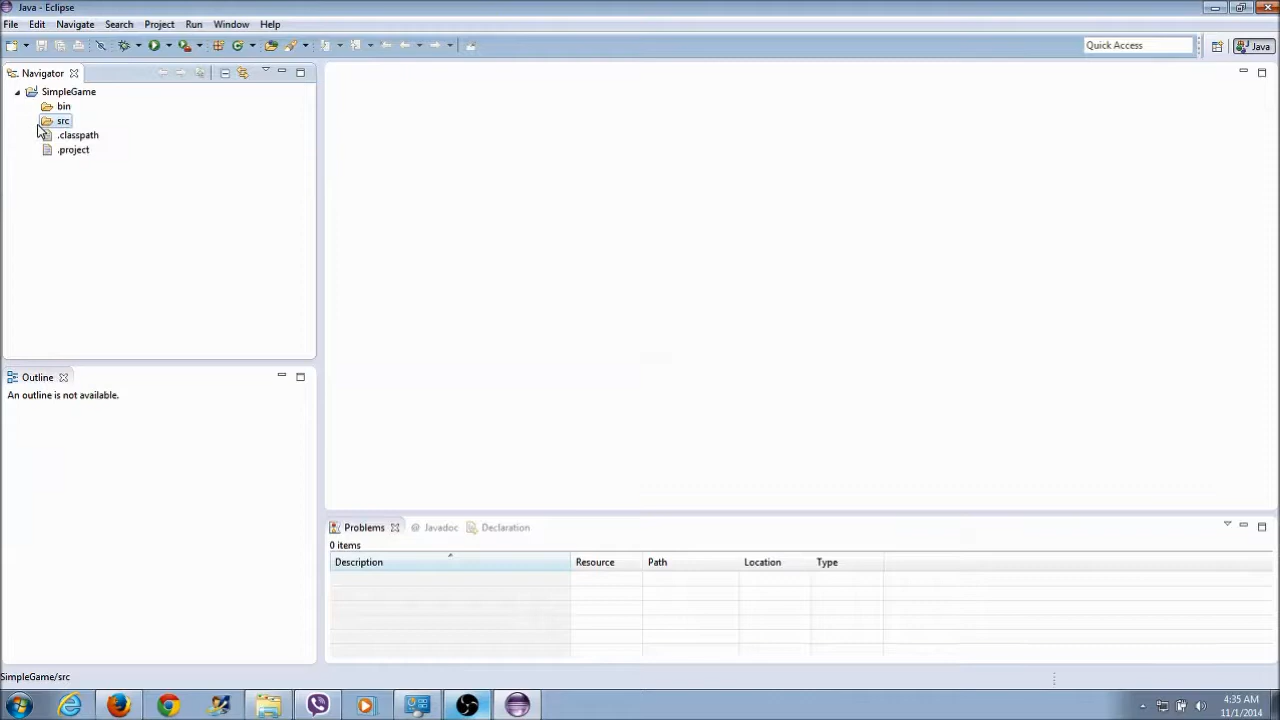 Java - Eclipse
File Edit Navigate Search Project Run Window Help
Quick Access Java
Navigator
SimpleGame
bin
src
.classpath
.project
Outline
An outline is not available.
Problems @ Javadoc Declaration
0 items
Description Resource Path Location Type
SimpleGame/src
4:35 AM
11/1/2014